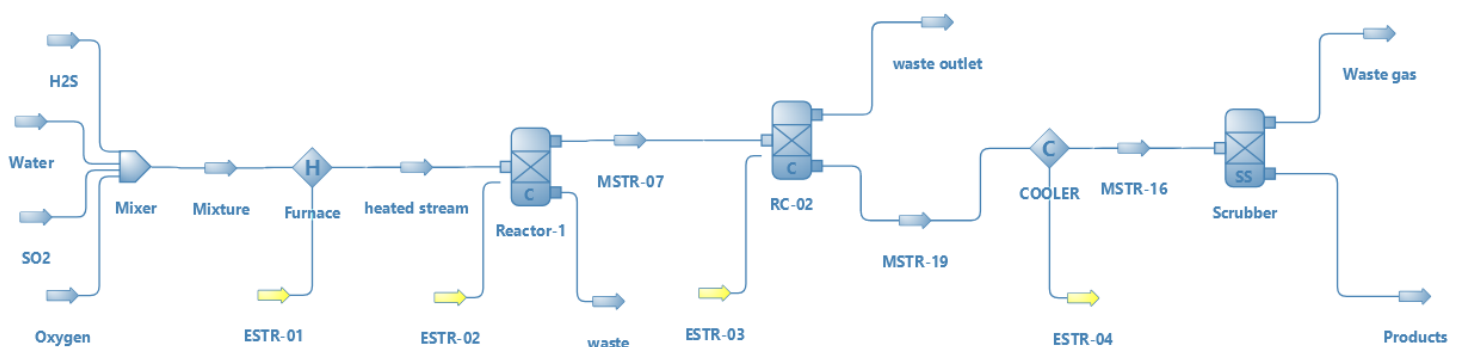 H2S
Water
SO2
Oxygen
Mixer
Mixture
H
Furnace
ESTR-01
heated stream
ESTR-02
C
Reactor-1
waste
MSTR-07
ESTR-03
C
RC-02
waste outlet
MSTR-19
C
COOLER
ESTR-04
MSTR-16
SS
Scrubber
Waste gas
Products